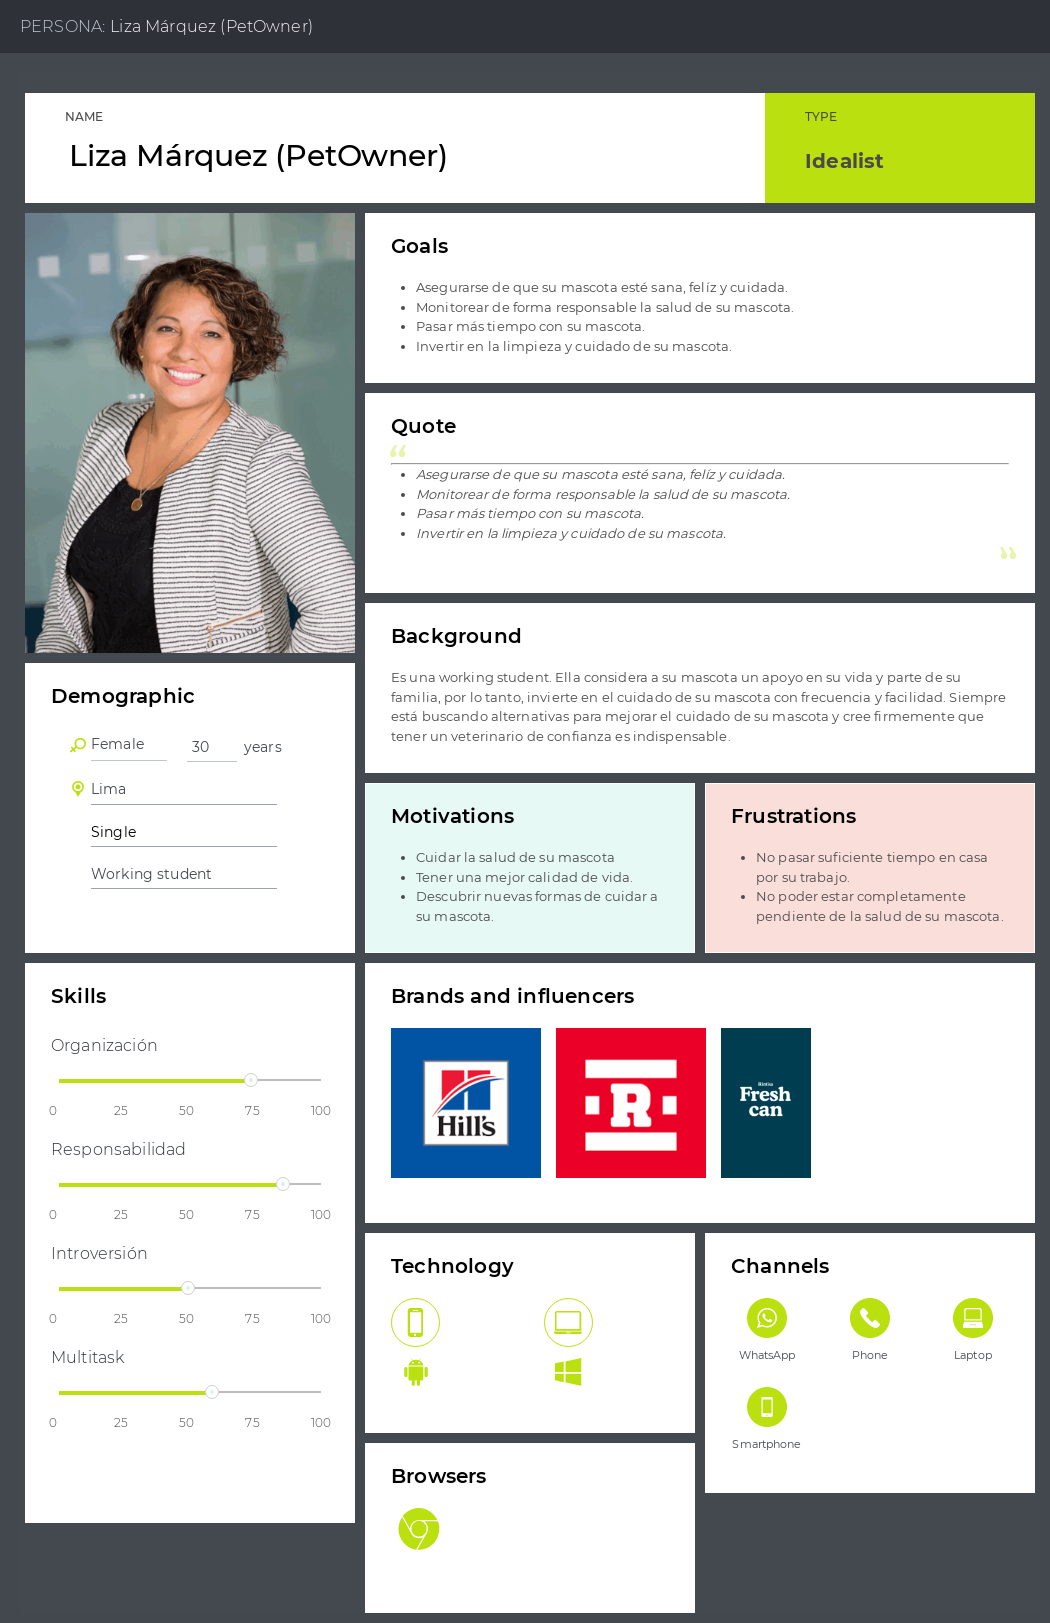 PERSONA: Liza Márquez (PetOwner)
NAME
Liza Márquez (PetOwner)
TYPE
Idealist
Goals
Asegurarse de que su mascota esté sana, felíz y cuidada.
Monitorear de forma responsable la salud de su mascota.
Pasar más tiempo con su mascota.
Invertir en la limpieza y cuidado de su mascota.
Quote
“
Asegurarse de que su mascota esté sana, felíz y cuidada.
Monitorear de forma responsable la salud de su mascota.
Pasar más tiempo con su mascota.
Invertir en la limpieza y cuidado de su mascota.
”
Background
Es una working student. Ella considera a su mascota un apoyo en su vida y parte de su
familia, por lo tanto, invierte en el cuidado de su mascota con frecuencia y facilidad. Siempre
está buscando alternativas para mejorar el cuidado de su mascota y cree firmemente que
tener un veterinario de confianza es indispensable.
Demographic
Female 30 years
Lima
Single
Working student
Motivations
Cuidar la salud de su mascota
Tener una mejor calidad de vida.
Descubrir nuevas formas de cuidar a
su mascota.
Frustrations
No pasar suficiente tiempo en casa
por su trabajo.
No poder estar completamente
pendiente de la salud de su mascota.
Skills
Organización
0 25 50 75 100
Responsabilidad
0 25 50 75 100
Introversión
0 25 50 75 100
Multitask
0 25 50 75 100
Brands and influencers
Hill's
R
Rintisa
Fresh
can
Technology
Channels
WhatsApp Phone Laptop
Smartphone
Browsers